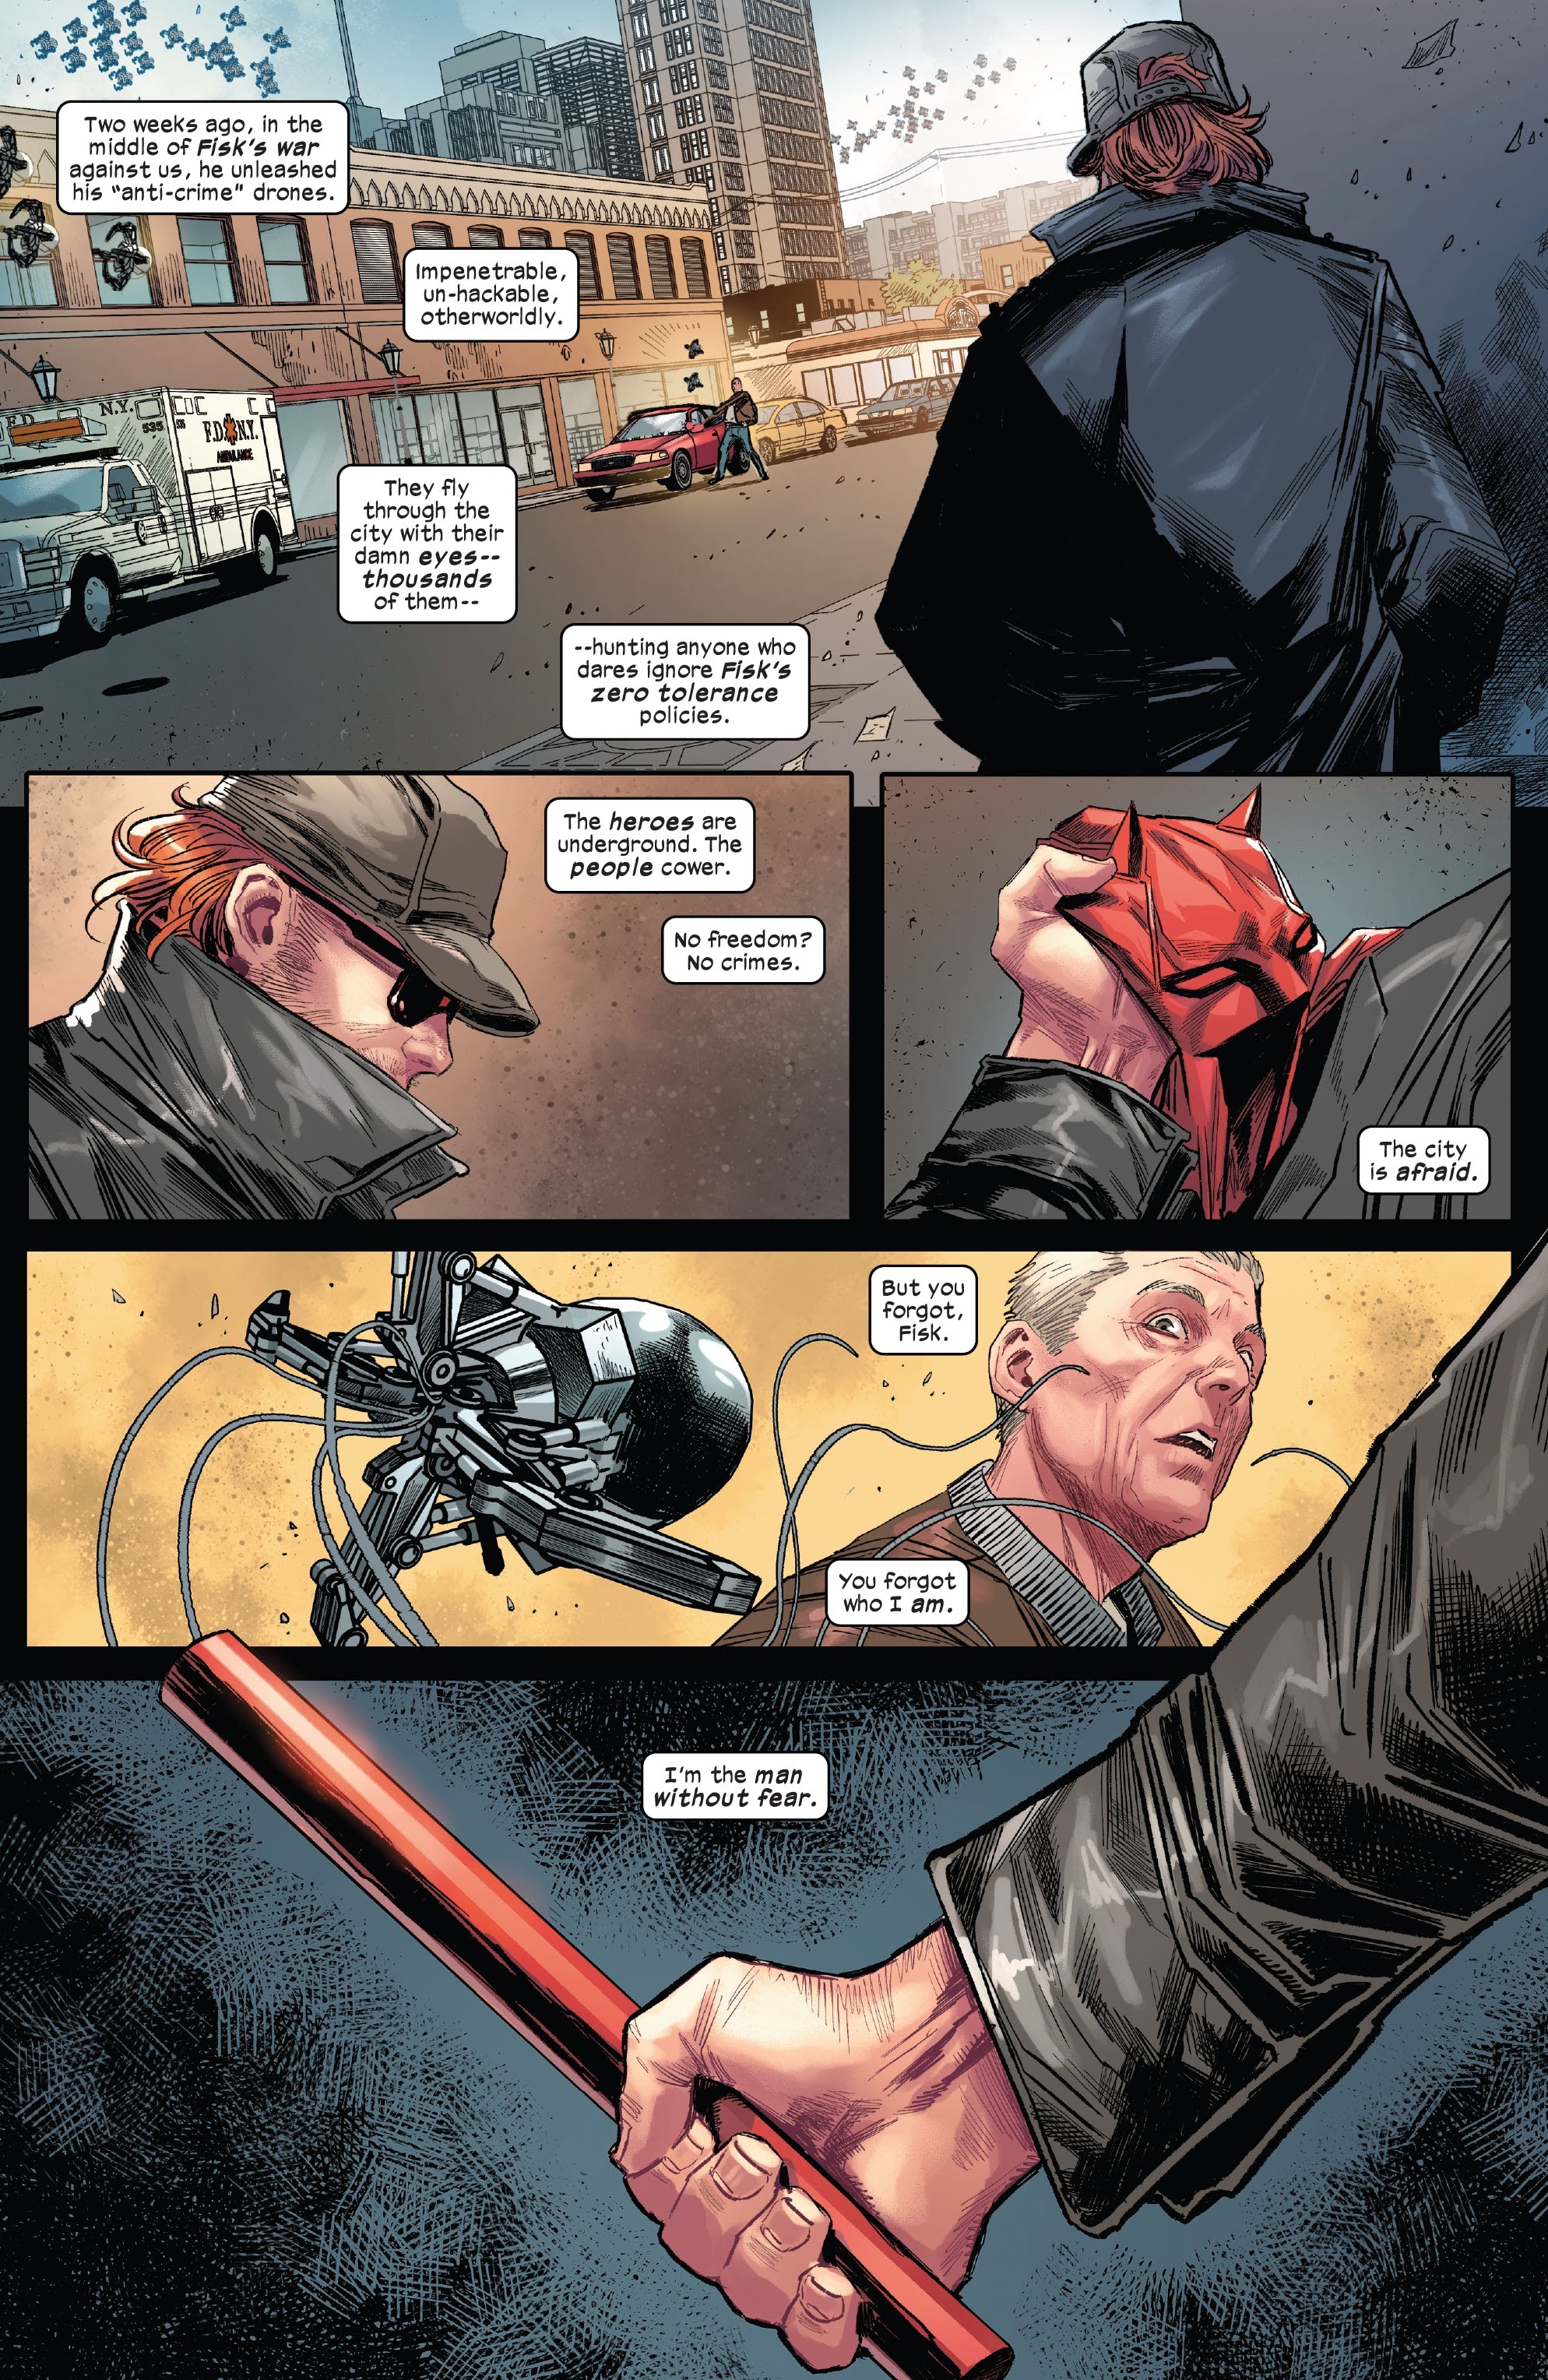 Two weeks ago, in the
middle of Fisk's war
against us, he unleashed
his "anti-crime" drones.
Impenetrable,
un-hackable,
otherworldly.
F.D. N.Y.
535
535
F.D.N.Y.
AMBULANCE
They fly
through the
city with their
damn eyes--
thousands
of them--
--hunting anyone who
dares ignore Fisk's
zero tolerance
policies.
The heroes are
underground. The
people cower.
No freedom?
No crimes.
The city
is afraid.
But you
forgot,
Fisk.
You forgot
who I am.
I'm the man
without fear.